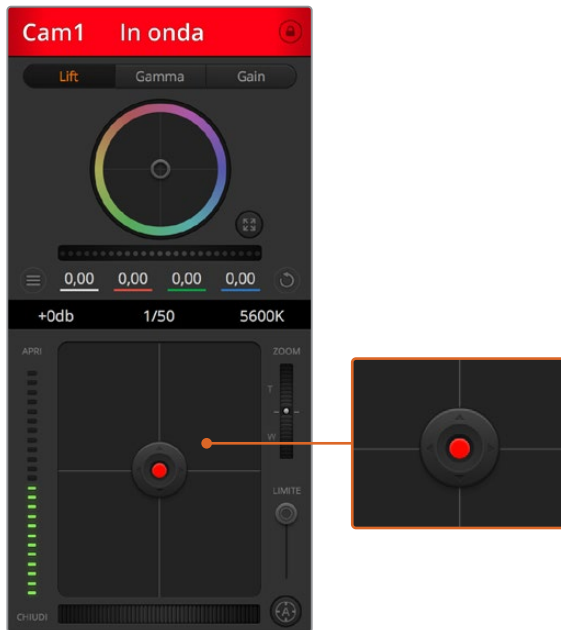 Cam1 In onda
Lift Gamma Gain
0,00 0,00 0,00 0,00
+0db 1/50 5600K
APRI ZOOM
T
W
LIMITE
CHIUDI A